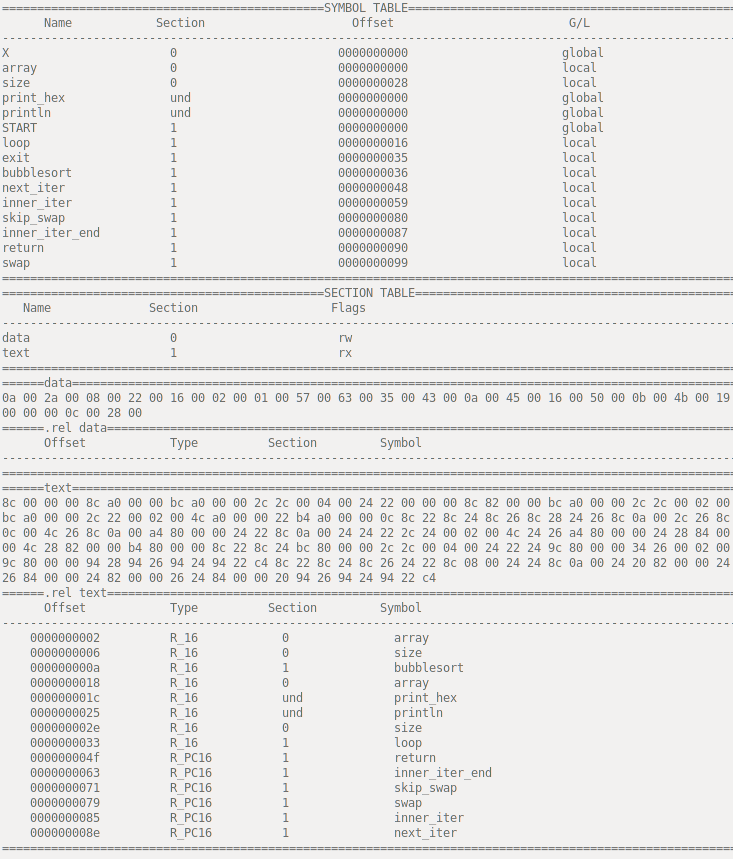 ==============================================SYMBOL TABLE==============================================
Name Section Offset G/L
--------------------------------------------------------------------------------------------------------
X 0 0000000000 global
array 0 0000000000 local
size 0 0000000028 local
print_hex und 0000000000 global
println und 0000000000 global
START 1 0000000000 global
loop 1 0000000016 local
exit 1 0000000035 local
bubblesort 1 0000000036 local
next_iter 1 0000000048 local
inner_iter 1 0000000059 local
skip_swap 1 0000000080 local
inner_iter_end 1 0000000087 local
return 1 0000000090 local
swap 1 0000000099 local
========================================================================================================
==============================================SECTION TABLE=============================================
Name Section Flags
--------------------------------------------------------------------------------------------------------
data 0 rw
text 1 rx
========================================================================================================
======data==============================================================================================
0a 00 2a 00 08 00 22 00 16 00 02 00 01 00 57 00 63 00 35 00 43 00 0a 00 45 00 16 00 50 00 0b 00 4b 00 19
00 00 00 0c 00 28 00
======.rel data=========================================================================================
Offset Type Section Symbol
--------------------------------------------------------------------------------------------------------
========================================================================================================
======text==============================================================================================
8c 00 00 00 8c a0 00 00 bc a0 00 00 2c 2c 00 04 00 24 22 00 00 00 8c 82 00 00 bc a0 00 00 2c 2c 00 02 00
bc a0 00 00 2c 22 00 02 00 4c a0 00 00 22 b4 a0 00 00 0c 8c 22 8c 24 8c 26 8c 28 24 26 8c 0a 00 2c 26 8c
0c 00 4c 26 8c 0a 00 a4 80 00 00 24 22 8c 0a 00 24 24 22 2c 24 00 02 00 4c 24 26 a4 80 00 00 24 28 84 00
00 4c 28 82 00 00 b4 80 00 00 8c 22 8c 24 bc 80 00 00 2c 2c 00 04 00 24 22 24 9c 80 00 00 34 26 00 02 00
9c 80 00 00 94 28 94 26 94 24 94 22 c4 8c 22 8c 24 8c 26 24 22 8c 08 00 24 24 8c 0a 00 24 20 82 00 00 24
26 84 00 00 24 82 00 00 26 24 84 00 00 20 94 26 94 24 94 22 c4
======.rel text=========================================================================================
Offset Type Section Symbol
--------------------------------------------------------------------------------------------------------
0000000002 R_16 0 array
0000000006 R_16 0 size
000000000a R_16 1 bubblesort
0000000018 R_16 0 array
000000001c R_16 und print_hex
0000000025 R_16 und println
000000002e R_16 0 size
0000000033 R_16 1 loop
000000004f R_PC16 1 return
0000000063 R_PC16 1 inner_iter_end
0000000071 R_PC16 1 skip_swap
0000000079 R_PC16 1 swap
0000000085 R_PC16 1 inner_iter
000000008e R_PC16 1 next_iter
========================================================================================================